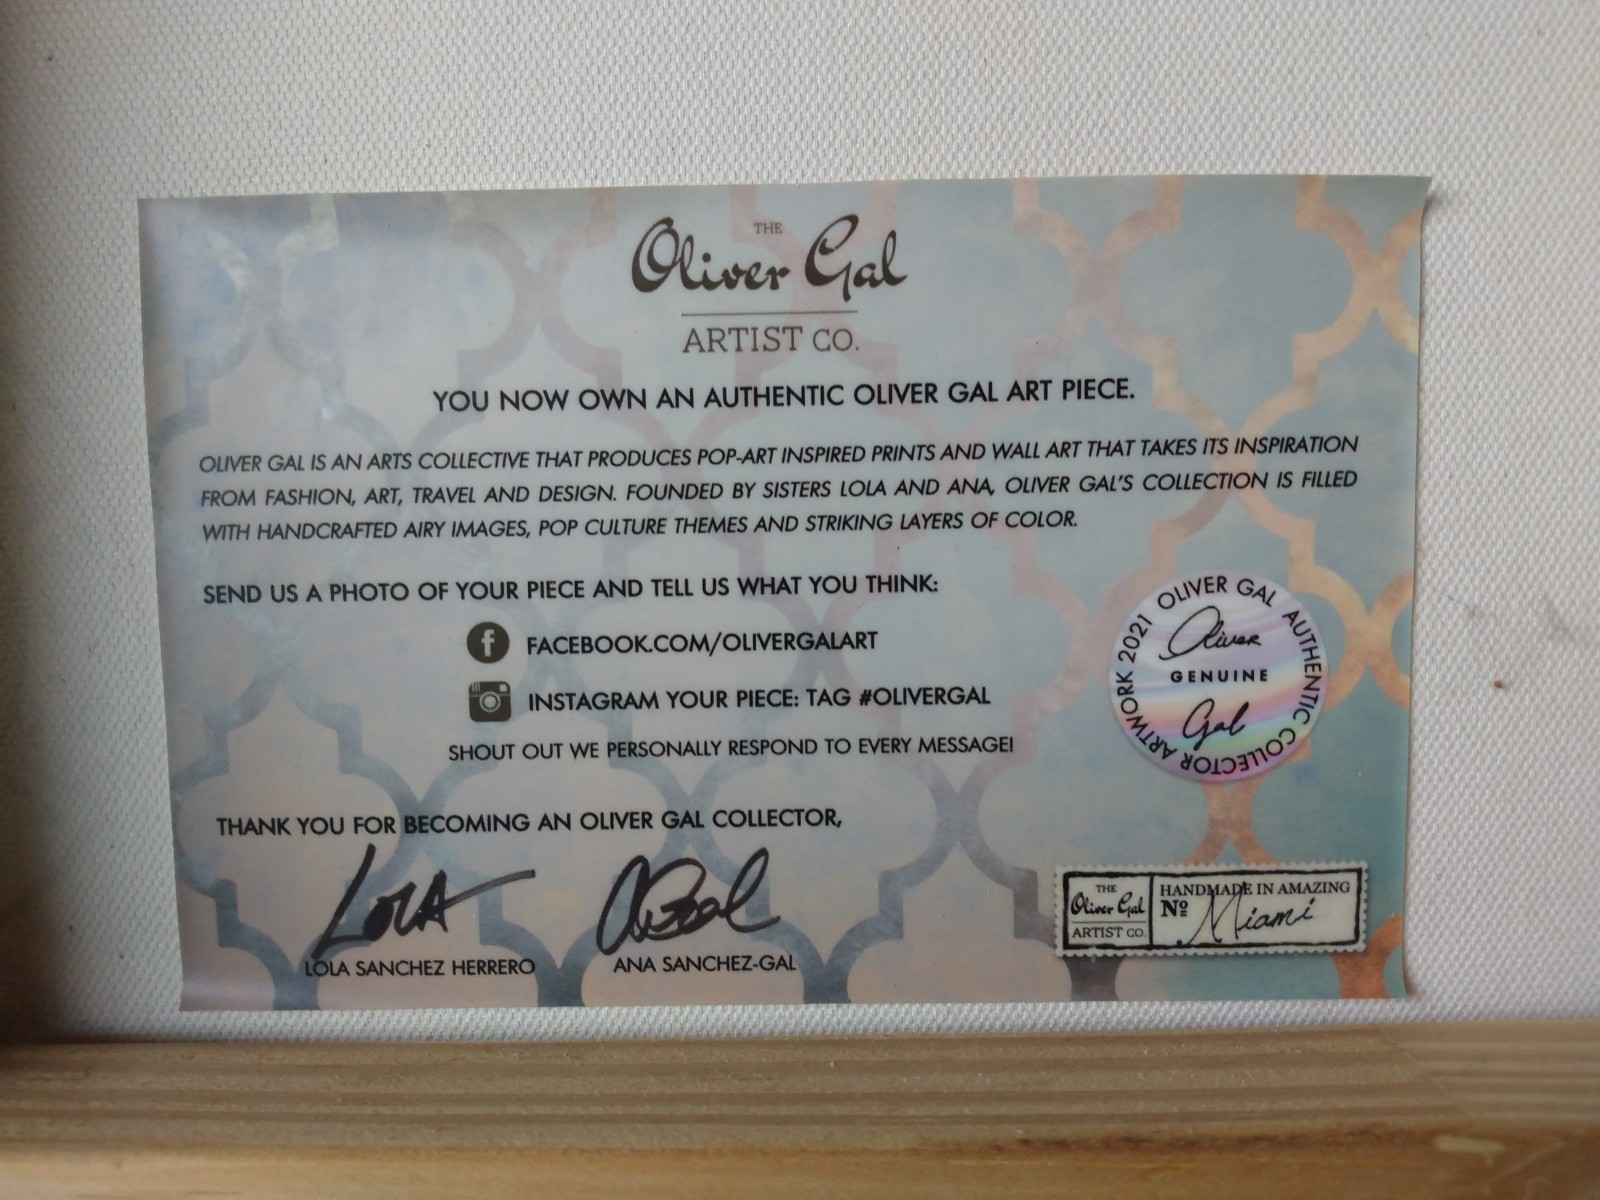 THE
Oliver Gal
ARTIST CO.
YOU NOW OWN AN AUTHENTIC OLIVER GAL ART PIECE.
OLIVER GAL IS AN ARTS COLLECTIVE THAT PRODUCES POP-ART INSPIRED PRINTS AND WALL ART THAT TAKES ITS INSPIRATION
FROM FASHION, ART, TRAVEL AND DESIGN. FOUNDED BY SISTERS LOLA AND ANA, OLIVER GAL'S COLLECTION IS FILLED
WITH HANDCRAFTED AIRY IMAGES, POP CULTURE THEMES AND STRIKING LAYERS OF COLOR.
SEND US A PHOTO OF YOUR PIECE AND TELL US WHAT YOU THINK:
f FACEBOOK.COM/OLIVERGALART
INSTAGRAM YOUR PIECE: TAG #OLIVERGAL
SHOUT OUT WE PERSONALLY RESPOND TO EVERY MESSAGE!
OLIVER GAL AUTHENTIC COLLECTOR ARTWORK 2021
Oliver
GENUINE
Gal
THANK YOU FOR BECOMING AN OLIVER GAL COLLECTOR,
LOLA
LOLA SANCHEZ HERRERO
ANA SANCHEZ-GAL
THE
Oliver Gal
ARTIST CO.
HANDMADE IN AMAZING
Nº Miami